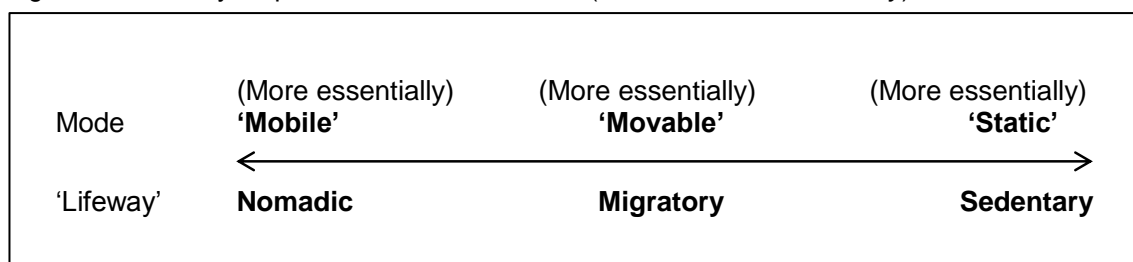 (More essentially) (More essentially) (More essentially)
Mode ‘Mobile’ ‘Movable’ ‘Static’
‘Lifeway’ Nomadic Migratory Sedentary